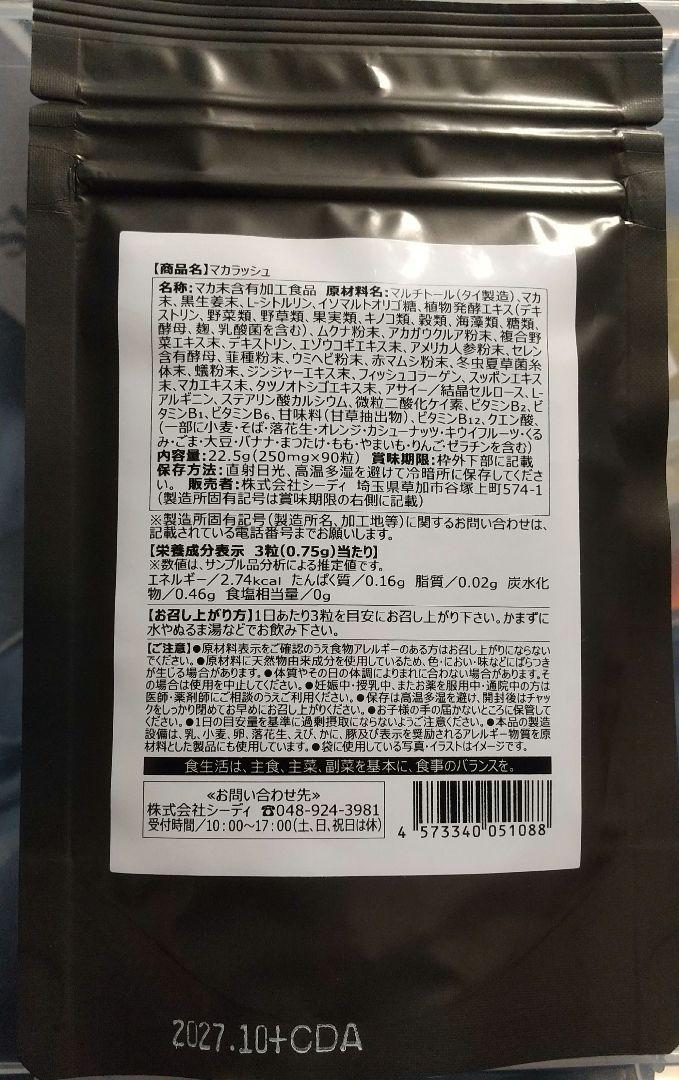 【商品名】マカラッシュ
名称:マカ末含有加工食品 原材料名:マルチトール(タイ製造)、マカ
末、黒生姜末、L-シトルリン、イソマルトオリゴ糖、植物発酵エキス(デキ
ストリン、野菜類、野草類、果実類、キノコ類、穀類、海藻類、糖類、
酵母、麹、乳酸菌を含む)、ムクナ粉末、アカガウクルア粉末、複合野
菜エキス末、デキストリン、エゾウコギエキス末、アメリカ人参粉末、セレン
含有酵母、韮種粉末、ウミヘビ粉末、赤マムシ粉末、冬虫夏草菌糸
体末、蟻粉末、ジンジャーエキス末、フィッシュコラーゲン、スッポンエキス
末、マカエキス末、タツノオトシゴエキス末、アサイー/結晶セルロース、L-
アルギニン、ステアリン酸カルシウム、微粒二酸化ケイ素、ビタミンB₂、ビ
タミンB₁、ビタミンB₆、甘味料(甘草抽出物)、ビタミンB₁₂、クエン酸、
(一部に小麦・そば・落花生・オレンジ・カシューナッツ・キウイフルーツ・くる
み・ごま・大豆・バナナ・まつたけ・もも・やまいも・りんご・ゼラチンを含む)
内容量:22.5g(250mg×90粒) 賞味期限:枠外下部に記載
保存方法:直射日光、高温多湿を避けて冷暗所に保存してくださ
い。 販売者:株式会社シーディ 埼玉県草加市谷塚上町574-1
(製造所固有記号は賞味期限の右側に記載)
※製造所固有記号(製造所名、加工地等)に関するお問い合わせは、
記載されている電話番号までお願いします。
【栄養成分表示 3粒(0.75g)当たり】
※数値は、サンプル品分析による推定値です。
エネルギー/2.74kcal たんぱく質/0.16g 脂質/0.02g 炭水化
物/0.46g 食塩相当量/0g
【お召し上がり方】1日あたり3粒を目安にお召し上がり下さい。かまずに
水やぬるま湯などでお飲み下さい。
【ご注意】●原材料表示をご確認のうえ食物アレルギーのある方はお召し上がりにならない
でください。●原材料に天然物由来成分を使用しているため、色・におい・味などにばらつき
が生じる場合があります。●体質やその日の体調によりまれに合わない場合があります。そ
の場合は使用を中止してください。●妊娠中・授乳中、またお薬を服用中・通院中の方は
医師・薬剤師にご相談のうえご利用ください。●保存は高温多湿を避け、開封後はチャッ
クをしっかり閉めてお早めにお召し上がりください。●お子様の手の届かないところに保管して
ください。●1日の目安量を基準に過剰摂取にならないようご注意ください。●本品の製造
設備は、乳、小麦、卵、落花生、えび、かに、豚及び表示を奨励されるアレルギー物質を原
材料とした製品にも使用しています。●袋に使用している写真・イラストはイメージです。
食生活は、主食、主菜、副菜を基本に、食事のバランスを。
≪お問い合わせ先≫
株式会社シーディ ☎048-924-3981
受付時間/10:00~17:00(土、日、祝日は休)
4 573340 051088
2027.10+CDA